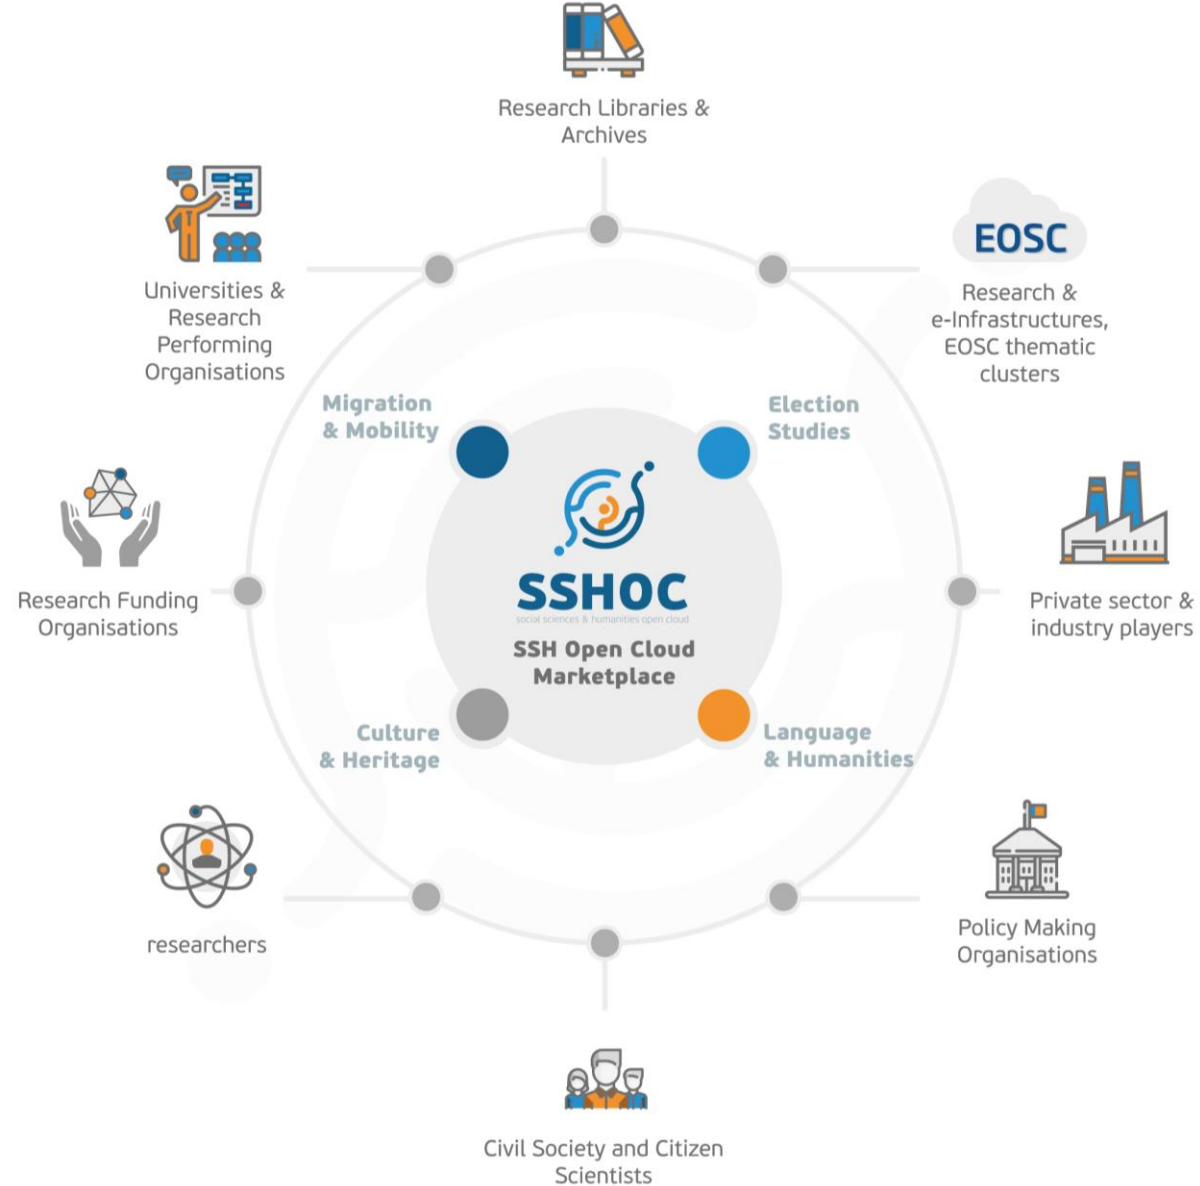 Research Libraries &
Archives
EOSC
Research &
e-Infrastructures,
EOSC thematic
clusters
Universities &
Research
Performing
Organisations
Migration
& Mobility
Election
Studies
SSHOC
social sciences & humanities open cloud
SSH Open Cloud
Marketplace
Research Funding
Organisations
Private sector &
industry players
Culture
& Heritage
Language
& Humanities
researchers
Policy Making
Organisations
Civil Society and Citizen
Scientists